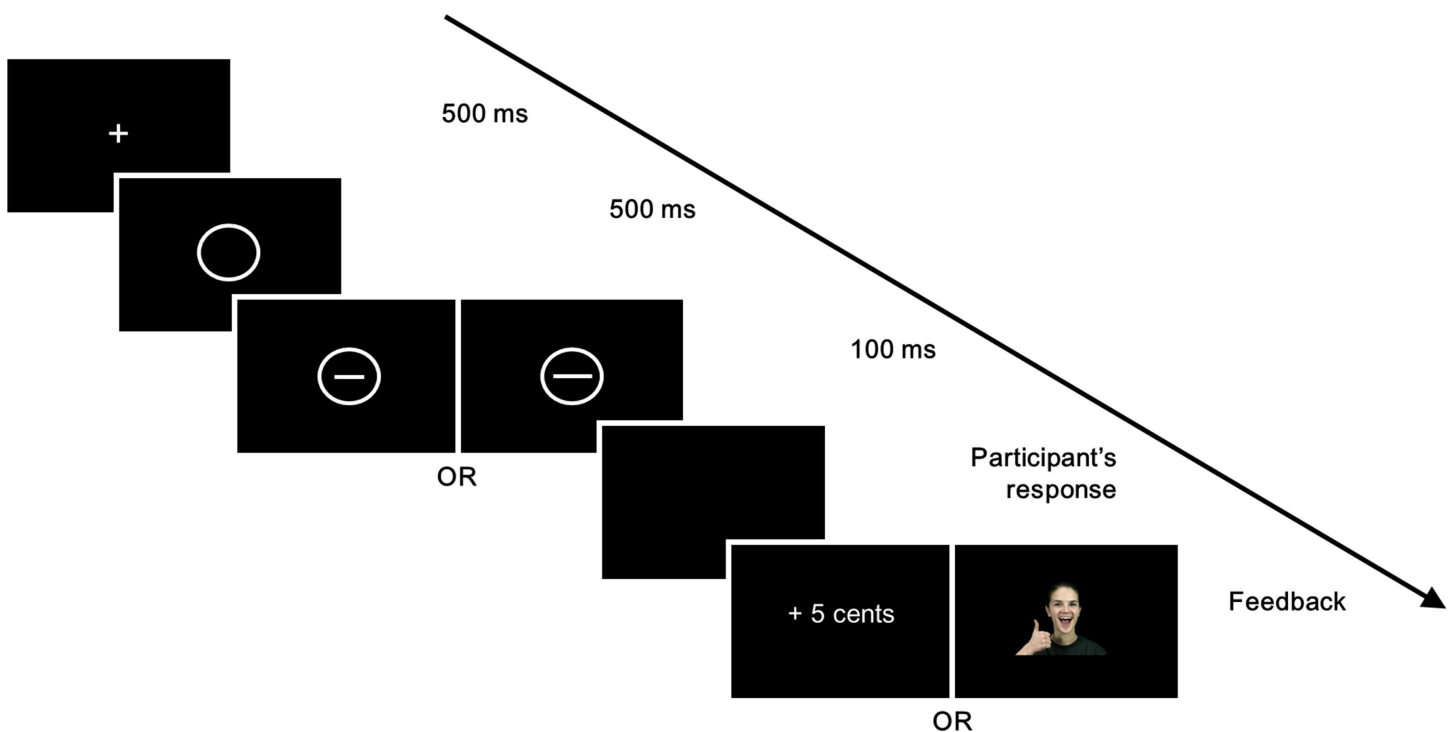 500 ms
+
500 ms
100 ms
OR
Participant's
response
+ 5 cents
Feedback
OR